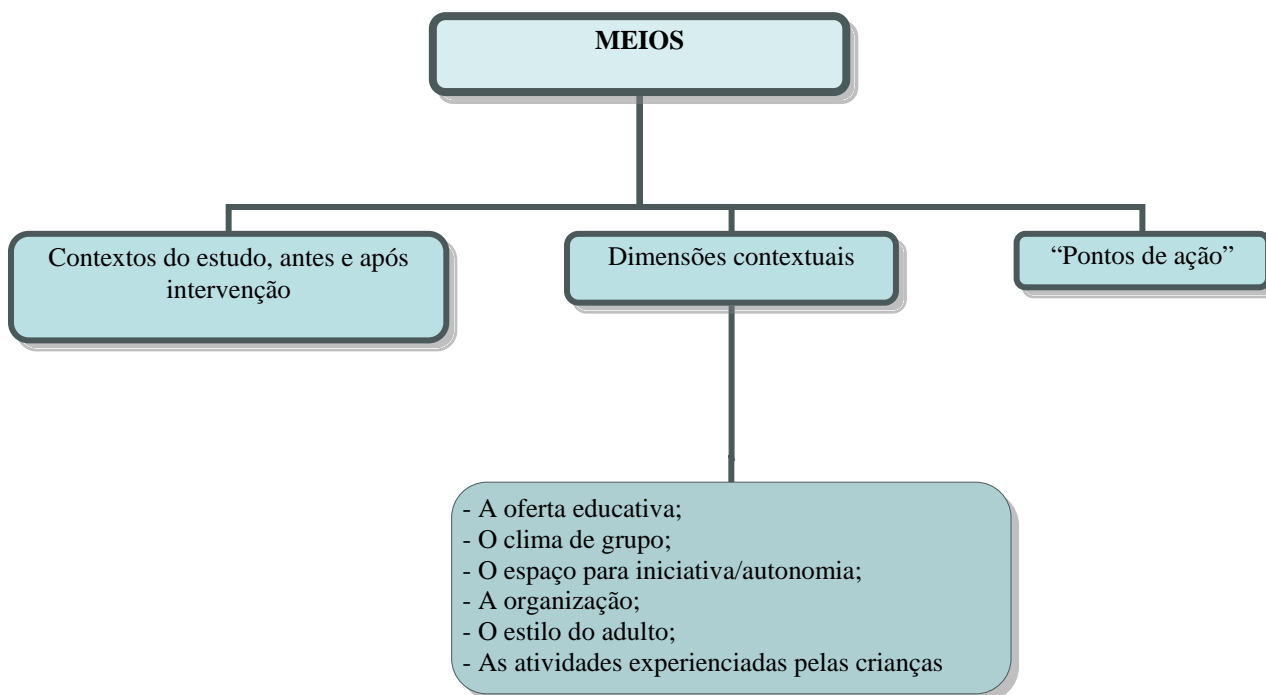 MEIOS
Contextos do estudo, antes e após
intervenção
Dimensões contextuais
“Pontos de ação”
- A oferta educativa;
- O clima de grupo;
- O espaço para iniciativa/autonomia;
- A organização;
- O estilo do adulto;
- As atividades experienciadas pelas crianças